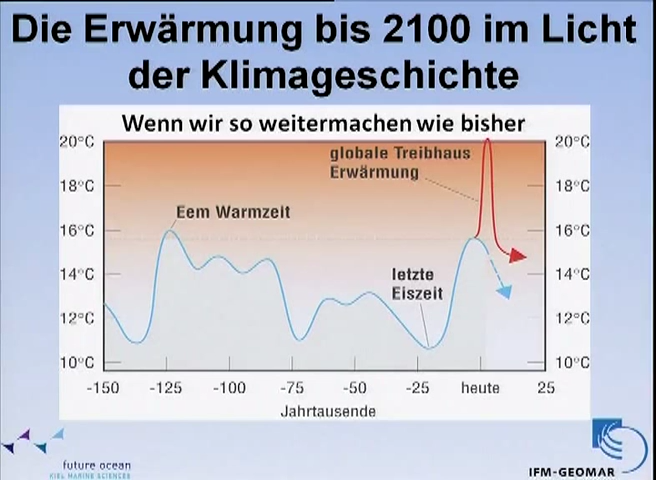 Die Erwärmung bis 2100 im Licht
der Klimageschichte
Wenn wir so weitermachen wie bisher
20°C
20°C
globale Treibhaus
Erwärmung
18°C
18°C
Eem Warmzeit
16°C
16°C
letzte
Eiszeit
14°C
14°C
12°C
12°C
10°C
10°C
-150
-125
-100
-75
-50
-25
heute
25
Jahrtausende
future ocean
KIEL MARINE SCIENCES
IFM-GEOMAR